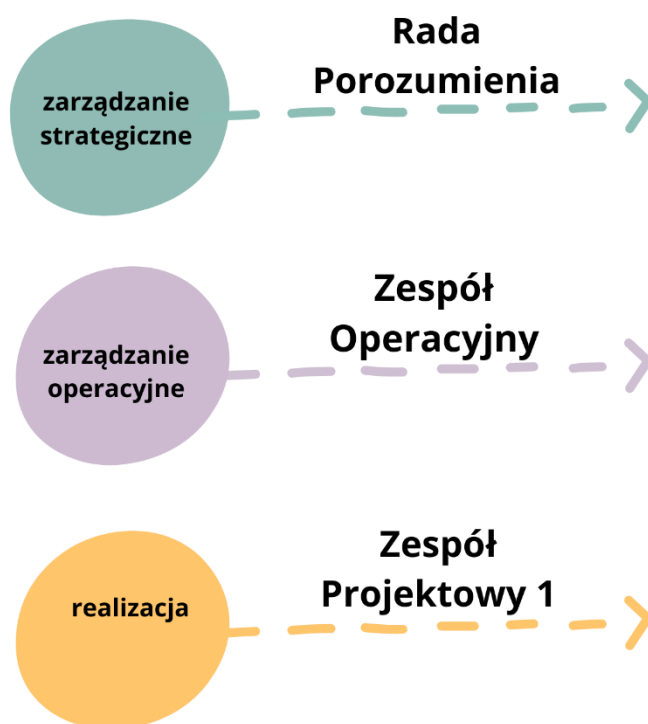 Rada
Porozumienia
zarządzanie
strategiczne
Zespół
Operacyjny
zarządzanie
operacyjne
Zespół
Projektowy 1
realizacja